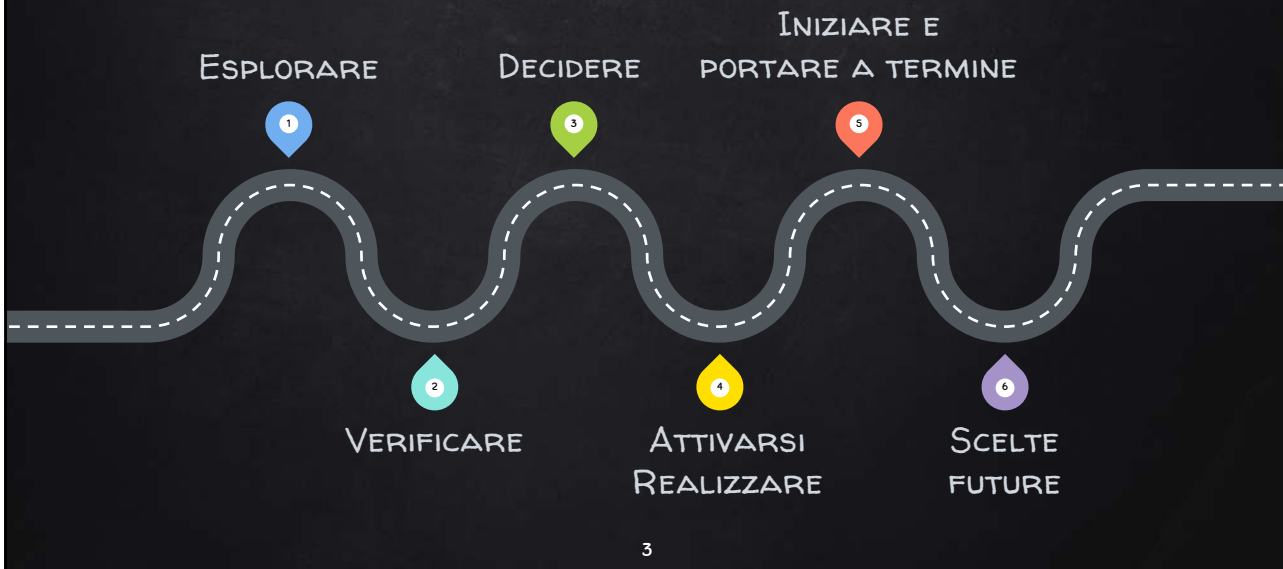 Esplorare
1
Verificare
2
Decidere
3
Attivarsi
Realizzare
4
Iniziare e
portare a termine
5
Scelte
future
6
3